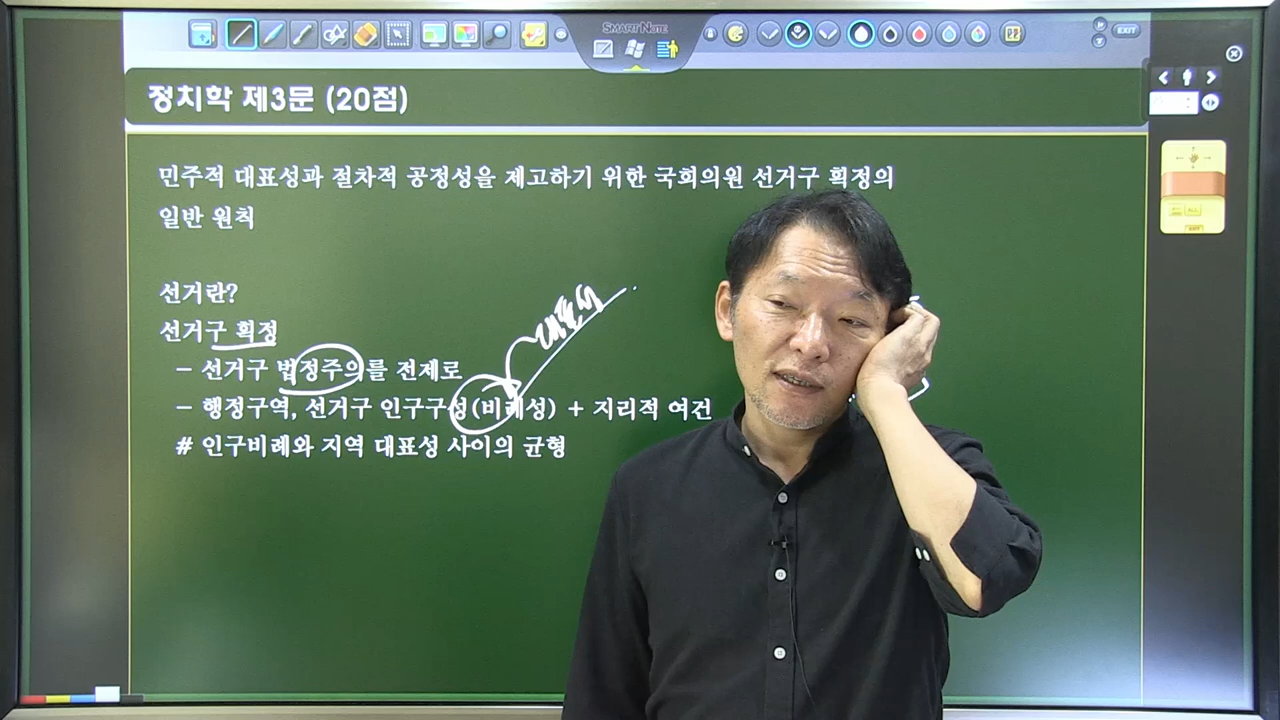 SMART NOTE
EXIT
정치학 제3문 (20점)
민주적 대표성과 절차적 공정성을 제고하기 위한 국회의원 선거구 획정의
일반 원칙
선거란?
선거구 획정
대표성
– 선거구 법정주의를 전제로
– 행정구역, 선거구 인구구성(비례성) + 지리적 여건
# 인구비례와 지역 대표성 사이의 균형